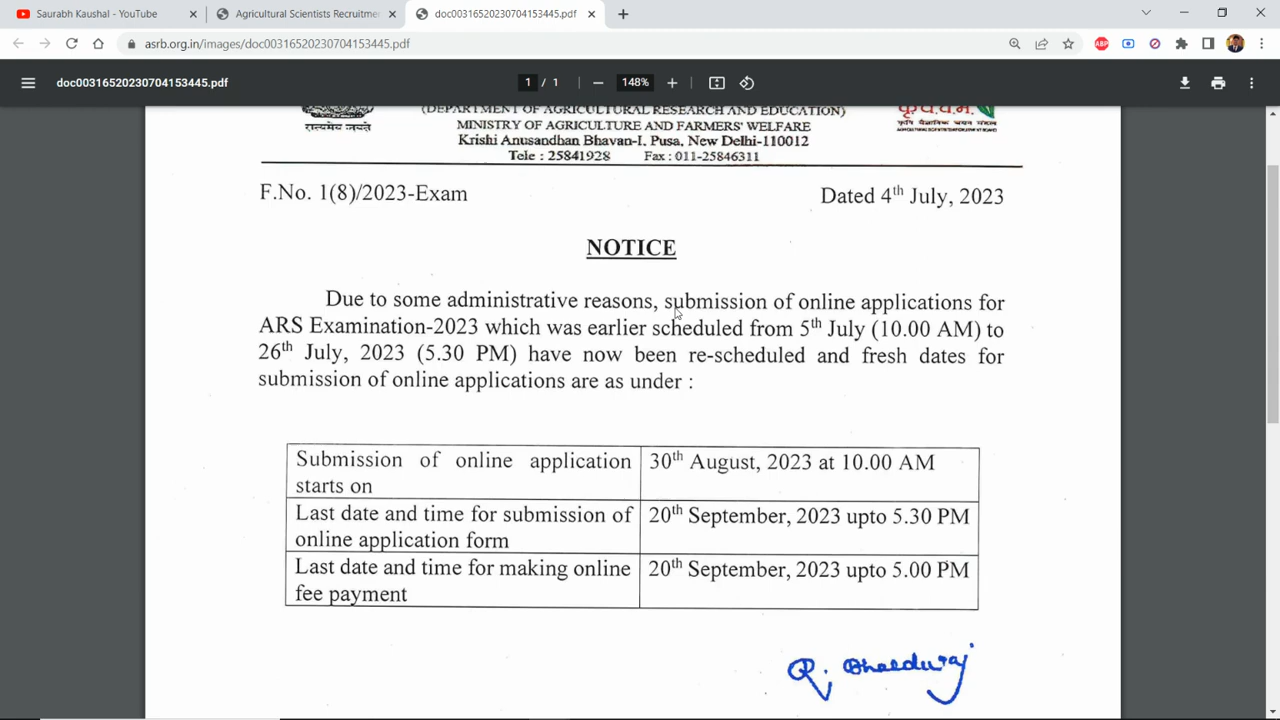 Saurabh Kaushal - YouTube
Agricultural Scientists Recruitme
doc00316520230704153445.pdf
asrb.org.in/images/doc00316520230704153445.pdf
ABP
doc00316520230704153445.pdf
1 / 1
148%
(DEPARTMENT OF AGRICULTURAL RESEARCH AND EDUCATION)
MINISTRY OF AGRICULTURE AND FARMERS' WELFARE
Krishi Anusandhan Bhavan-I, Pusa, New Delhi-110012
Tele : 25841928 Fax : 011-25846311
सत्यमेव जयते
कृ.वै.च.मं.
F.No. 1(8)/2023-Exam
Dated 4th July, 2023
NOTICE
Due to some administrative reasons, submission of online applications for
ARS Examination-2023 which was earlier scheduled from 5th July (10.00 AM) to
26th July, 2023 (5.30 PM) have now been re-scheduled and fresh dates for
submission of online applications are as under :
Submission of online application
starts on
30th August, 2023 at 10.00 AM
Last date and time for submission of
online application form
20th September, 2023 upto 5.30 PM
Last date and time for making online
fee payment
20th September, 2023 upto 5.00 PM